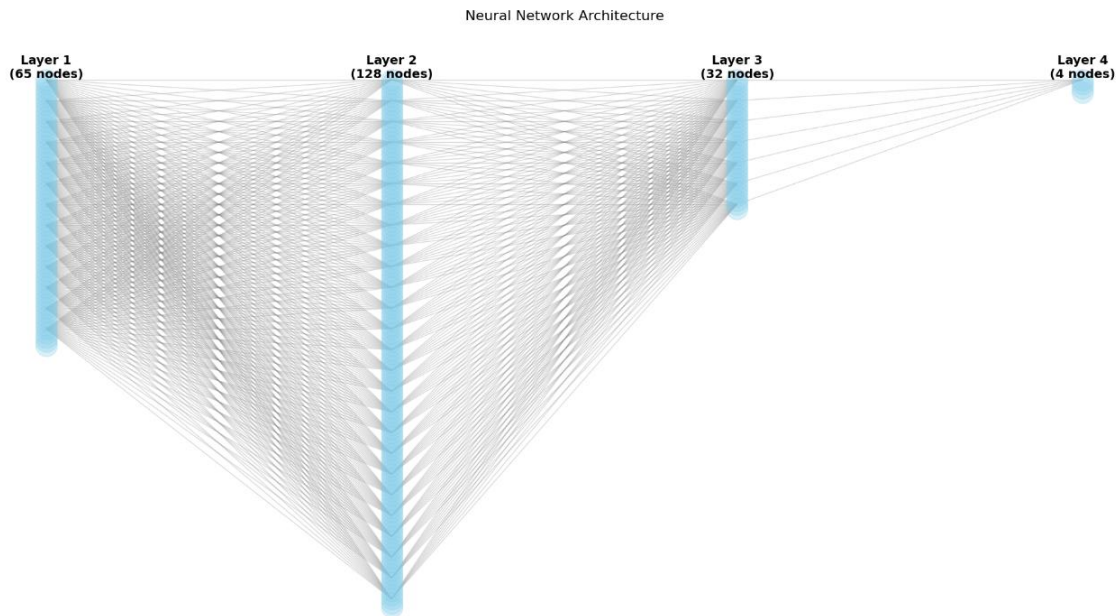 Neural Network Architecture
Layer 1
(65 nodes)
Layer 2
(128 nodes)
Layer 3
(32 nodes)
Layer 4
(4 nodes)